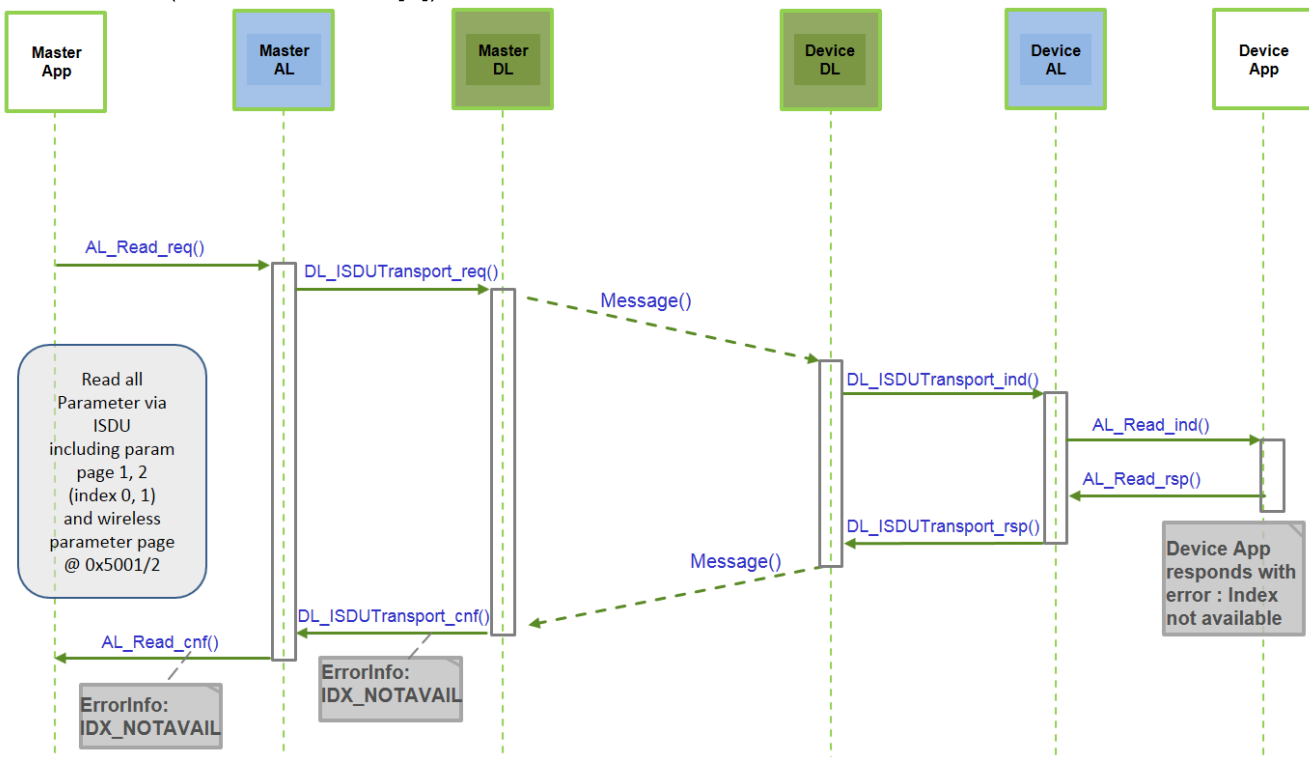 Master
App
Master
AL
Master
DL
Device
DL
Device
AL
Device
App
AL_Read_req()
DL_ISDUTransport_req()
Message()
DL_ISDUTransport_ind()
AL_Read_ind()
AL_Read_rsp()
DL_ISDUTransport_rsp()
Message()
DL_ISDUTransport_cnf()
AL_Read_cnf()
Read all
Parameter via
ISDU
including param
page 1, 2
(index 0, 1)
and wireless
parameter page
@ 0x5001/2
Device App
responds with
error : Index
not available
ErrorInfo:
IDX_NOTAVAIL
ErrorInfo:
IDX_NOTAVAIL